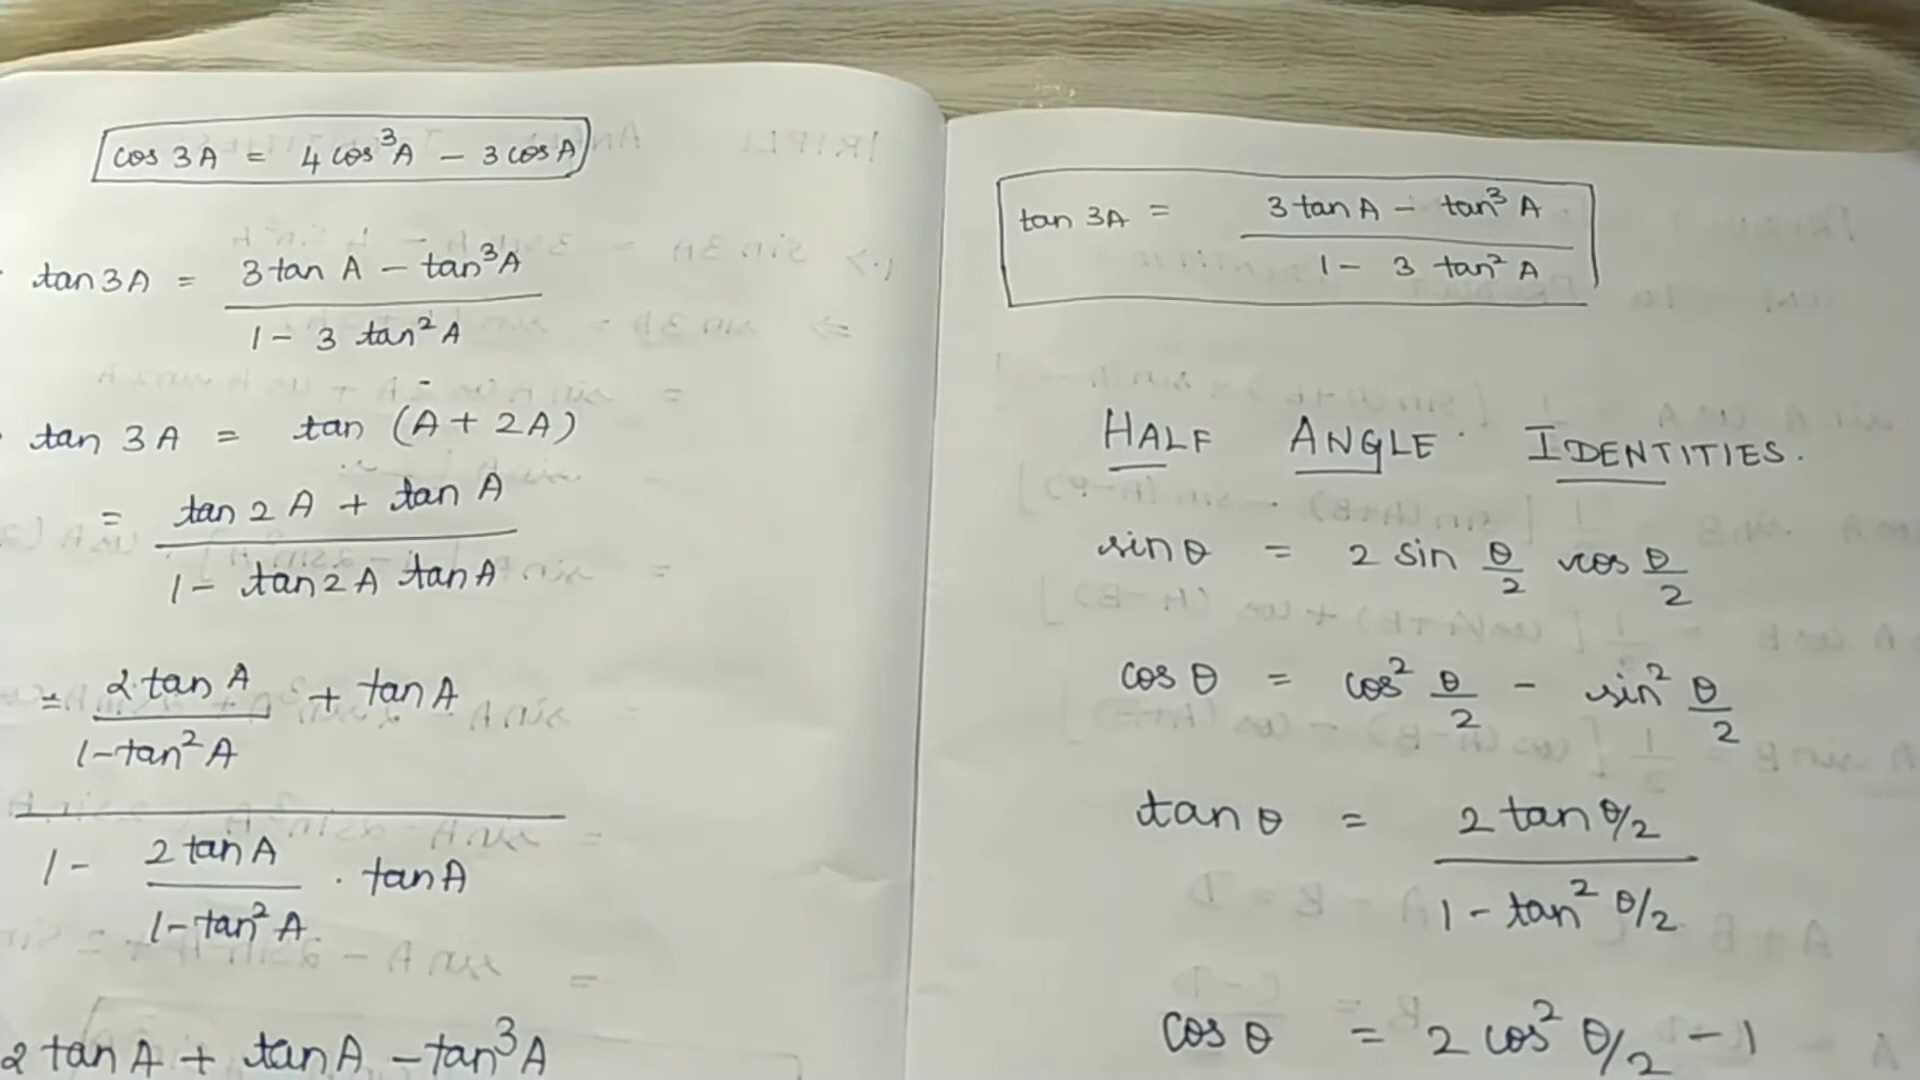 cos 3A = 4 cos³A - 3 cos A
tan 3A = 3 tan A - tan³A
1 - 3 tan²A
tan 3A = tan (A + 2A)
= tan 2A + tan A
1 - tan 2A tan A
= 2 tan A + tan A
1 - tan² A
1 - 2 tan A . tan A
1 - tan² A
2 tan A + tan A - tan³A
tan 3A = 3 tan A - tan³ A
1 - 3 tan² A
HALF ANGLE IDENTITIES.
sin θ = 2 sin θ/2 cos θ/2
cos θ = cos² θ/2 - sin² θ/2
tan θ = 2 tan θ/2
1 - tan² θ/2
cos θ = 2 cos² θ/2 - 1